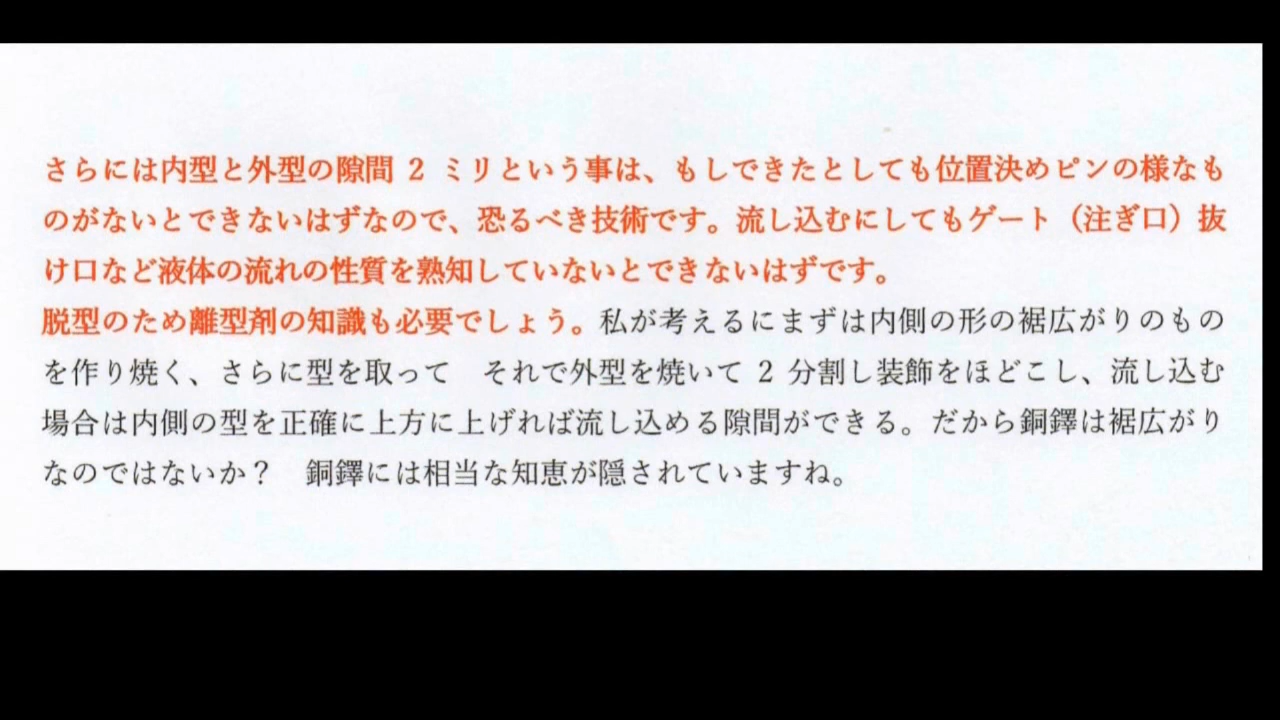 さらには内型と外型の隙間 2 ミリという事は、もしできたとしても位置決めピンの様なも
のがないとできないはずなので、恐るべき技術です。流し込むにしてもゲート（注ぎ口）抜
け口など液体の流れの性質を熟知していないとできないはずです。
脱型のため離型剤の知識も必要でしょう。私が考えるにまずは内側の形の裾広がりのもの
を作り焼く、さらに型を取って　それで外型を焼いて 2 分割し装飾をほどこし、流し込む
場合は内側の型を正確に上方に上げれば流し込める隙間ができる。だから銅鐸は裾広がり
なのではないか？　銅鐸には相当な知恵が隠されていますね。